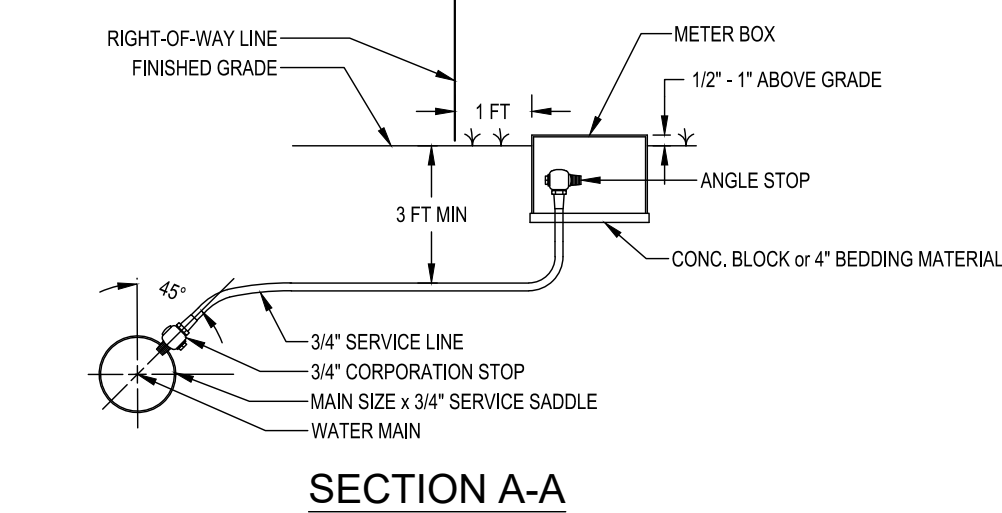 RIGHT-OF-WAY LINE
METER BOX
FINISHED GRADE
1/2" - 1" ABOVE GRADE
1 FT
ANGLE STOP
3 FT MIN
CONC. BLOCK or 4" BEDDING MATERIAL
45°
3/4" SERVICE LINE
3/4" CORPORATION STOP
MAIN SIZE x 3/4" SERVICE SADDLE
WATER MAIN
SECTION A-A